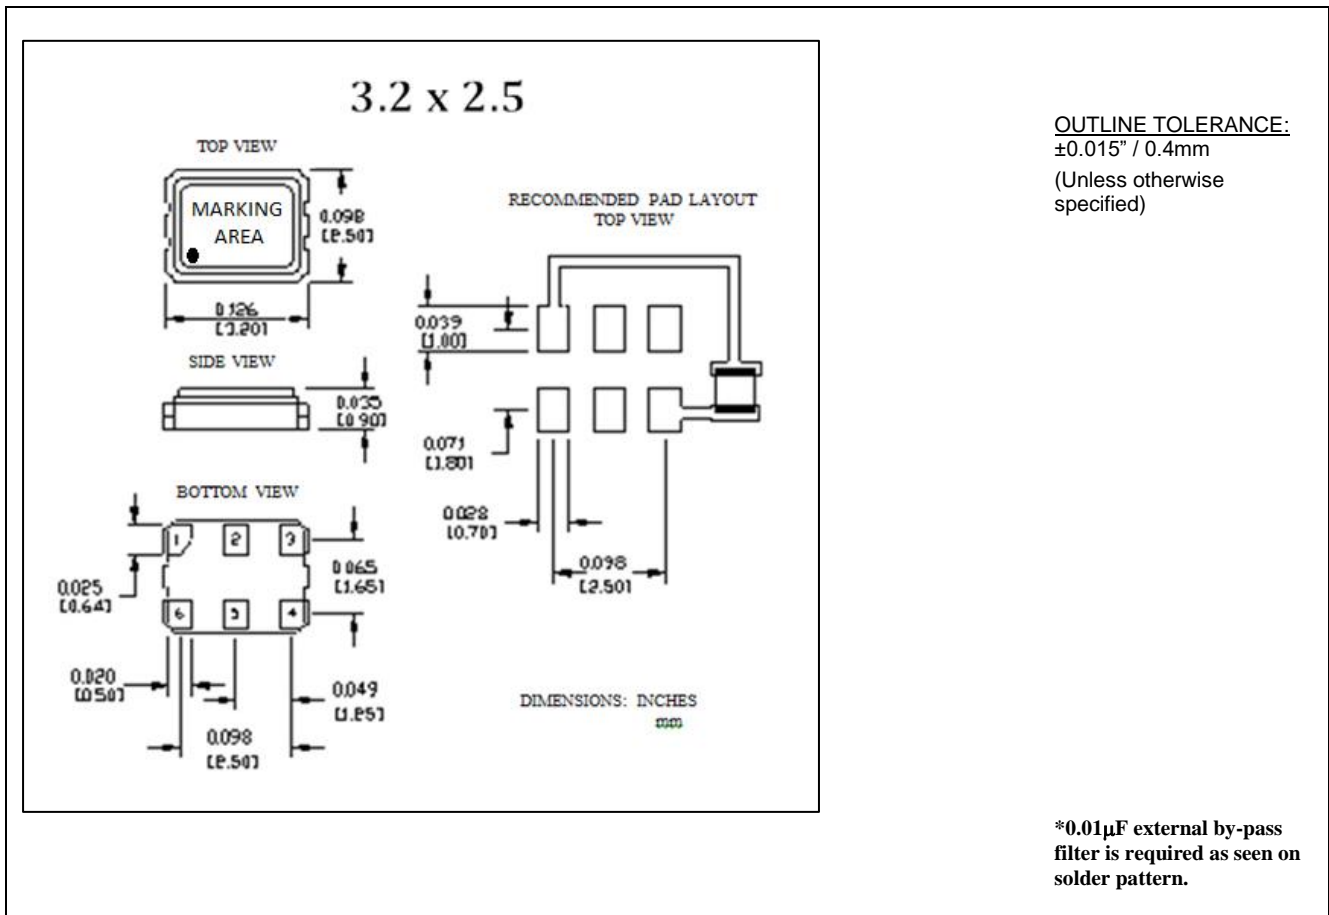 3.2 x 2.5
TOP VIEW
MARKING
AREA
0.098
[2.50]
0.126
[3.20]
SIDE VIEW
0.035
[0.90]
BOTTOM VIEW
1
2
3
6
5
4
0.025
[0.64]
0.065
[1.65]
0.020
[0.50]
0.049
[1.25]
0.098
[2.50]
RECOMMENDED PAD LAYOUT
TOP VIEW
0.039
[1.00]
0.071
[1.80]
0.028
[0.70]
0.098
[2.50]
DIMENSIONS: INCHES
mm
OUTLINE TOLERANCE:
±0.015” / 0.4mm
(Unless otherwise
specified)
*0.01µF external by-pass
filter is required as seen on
solder pattern.